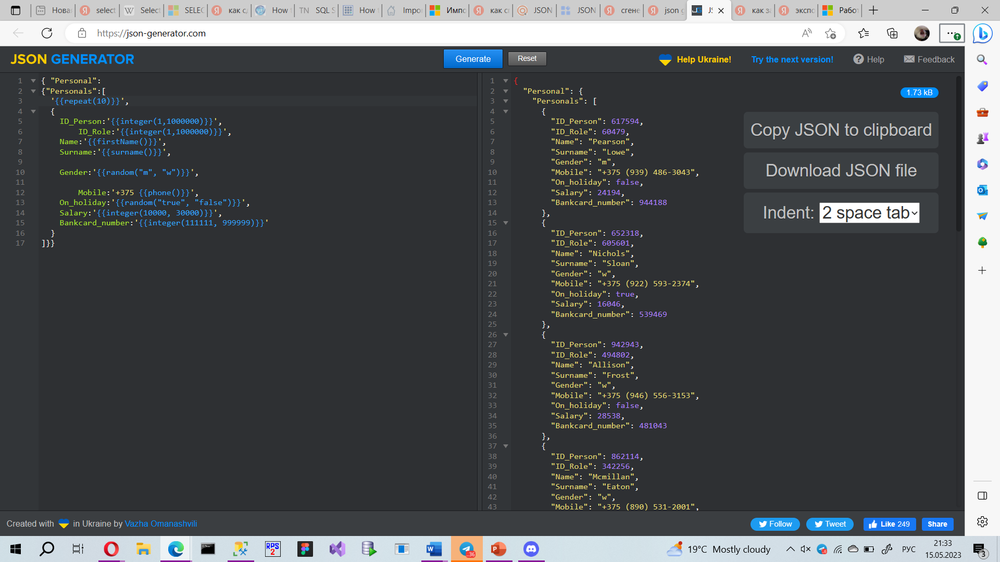 Нова
select
Select
SELEC
как сд
How
TN SQL S
How
Impo
Импо
как с
JSON
JSON
сгене
json g
JS
как за
экспо
Рабо
https://json-generator.com
JSON GENERATOR
Generate
Reset
Help Ukraine!
Try the next version!
Help
Feedback
1 { "Personal":
2 {"Personals":[
3 '{{repeat(10)}}',
4 {
5 ID_Person:'{{integer(1,1000000)}}',
6 ID_Role:'{{integer(1,1000000)}}',
7 Name:'{{firstName()}}',
8 Surname:'{{surname()}}',
9
10 Gender:'{{random("m", "w")}}',
11
12 Mobile:'+375 {{phone()}}',
13 On_holiday:'{{random("true", "false")}}',
14 Salary:'{{integer(10000, 30000)}}',
15 Bankcard_number:'{{integer(111111, 999999)}}'
16 }
17 ]}}
1 {
2 "Personal": {
3 "Personals": [
4 {
5 "ID_Person": 617594,
6 "ID_Role": 60479,
7 "Name": "Pearson",
8 "Surname": "Lowe",
9 "Gender": "m",
10 "Mobile": "+375 (939) 486-3043",
11 "On_holiday": false,
12 "Salary": 24194,
13 "Bankcard_number": 944188
14 },
15 {
16 "ID_Person": 652318,
17 "ID_Role": 605601,
18 "Name": "Nichols",
19 "Surname": "Sloan",
20 "Gender": "w",
21 "Mobile": "+375 (922) 593-2374",
22 "On_holiday": true,
23 "Salary": 16046,
24 "Bankcard_number": 539469
25 },
26 {
27 "ID_Person": 942943,
28 "ID_Role": 494802,
29 "Name": "Allison",
30 "Surname": "Frost",
31 "Gender": "w",
32 "Mobile": "+375 (946) 556-3153",
33 "On_holiday": false,
34 "Salary": 28538,
35 "Bankcard_number": 481043
36 },
37 {
38 "ID_Person": 862114,
39 "ID_Role": 342256,
40 "Name": "Mcmillan",
41 "Surname": "Eaton",
42 "Gender": "w",
43 "Mobile": "+375 (890) 531-2001",
1.73 kB
Copy JSON to clipboard
Download JSON file
Indent: 2 space tab
Created with in Ukraine by Vazha Omanashvili
Follow
Tweet
Like 249
Share
RPS 2
..36
19°C Mostly cloudy
РУС
21:33
15.05.2023
3